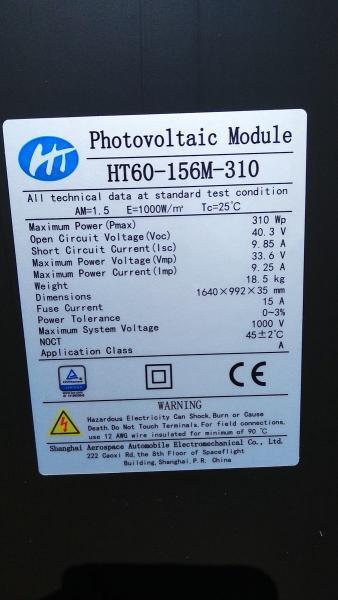 HT
Photovoltaic Module
HT60-156M-310
All technical data at standard test condition
AM=1.5 E=1000W/㎡ Tc=25℃
Maximum Power(Pmax) 310 Wp
Open Circuit Voltage(Voc) 40.3 V
Short Circuit Current(Isc) 9.85 A
Maximum Power Voltage(Vmp) 33.6 V
Maximum Power Current(Imp) 9.25 A
Weight 18.5 kg
Dimensions 1640×992×35 mm
Fuse Current 15 A
Power Tolerance 0~3%
Maximum System Voltage 1000 V
NOCT 45±2℃
Application Class A
CE
WARNING
Hazardous Electricity Can Shock, Burn or Cause
Death. Do Not Touch Terminals. For field connections,
use 12 AWG wire insulated for minimum of 90 ℃
Shanghai Aerospace Automobile Electromechanical Co., Ltd.
222 Caoxi Rd, the 8th Floor of Spaceflight
Building, Shanghai, P.R. China